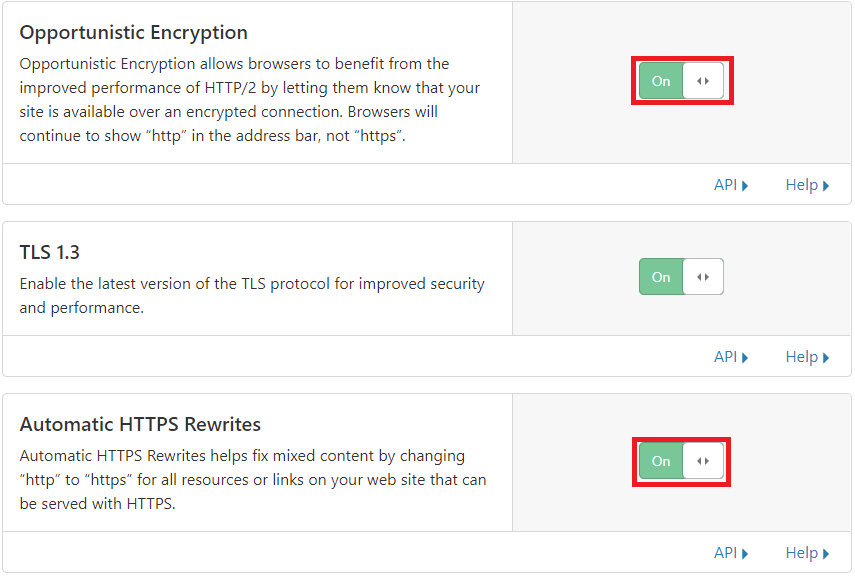 Opportunistic Encryption
Opportunistic Encryption allows browsers to benefit from the
improved performance of HTTP/2 by letting them know that your
site is available over an encrypted connection. Browsers will
continue to show “http” in the address bar, not “https”.
On
API
Help
TLS 1.3
Enable the latest version of the TLS protocol for improved security
and performance.
On
API
Help
Automatic HTTPS Rewrites
Automatic HTTPS Rewrites helps fix mixed content by changing
“http” to “https” for all resources or links on your web site that can
be served with HTTPS.
On
API
Help